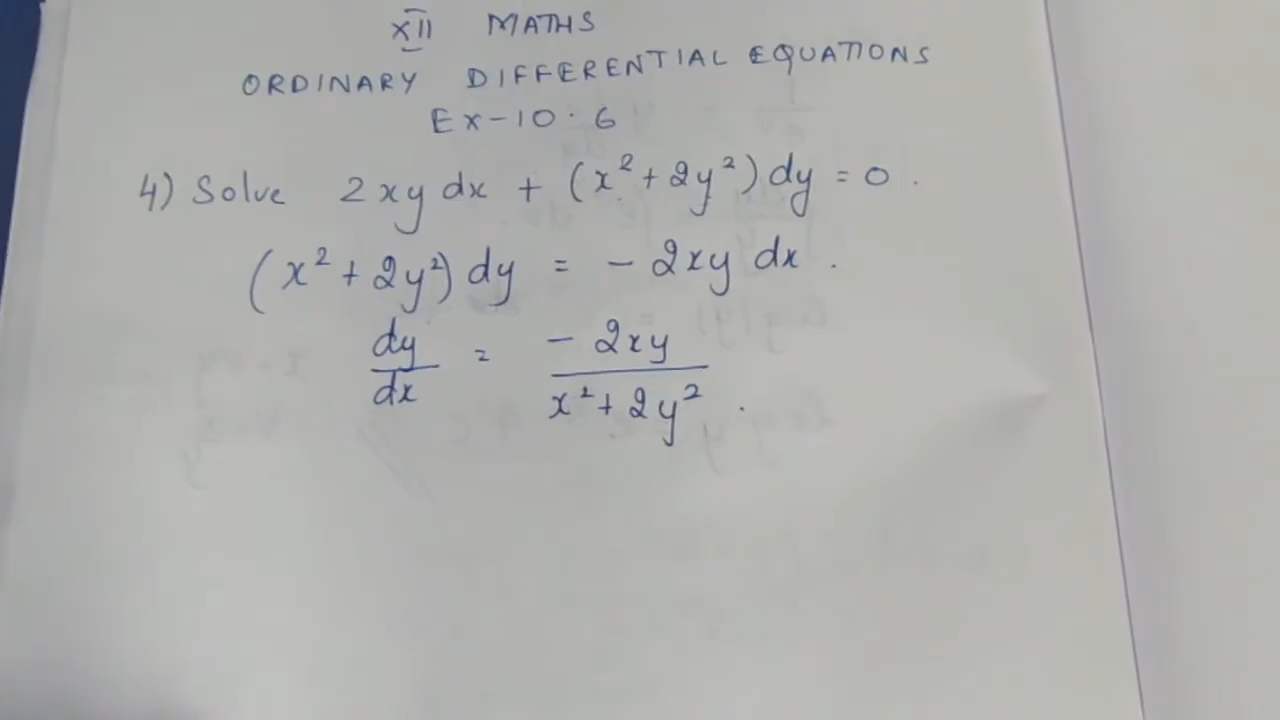 XII MATHS
ORDINARY DIFFERENTIAL EQUATIONS
Ex-10.6
4) Solve 2xy dx + (x² + 2y²) dy = 0.
(x² + 2y²) dy = - 2xy dx.
dy/dx = - 2xy / x² + 2y².